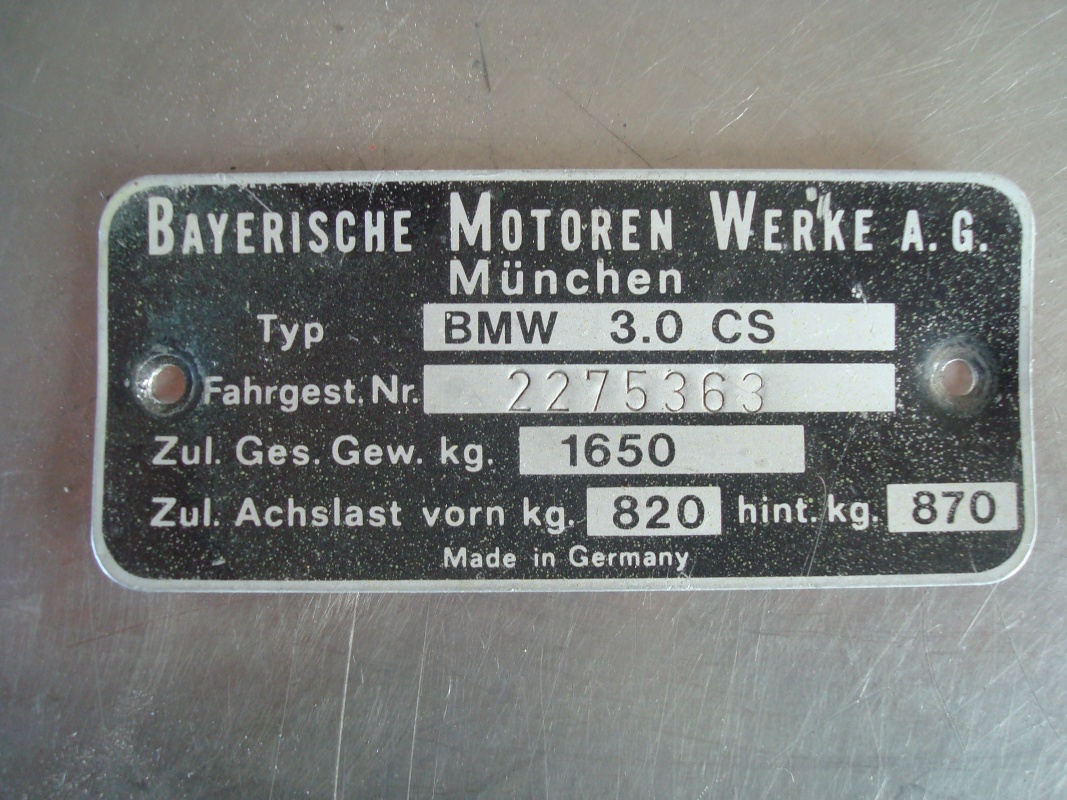 BAYERISCHE MOTOREN WERKE A.G.
München
Typ BMW 3.0 CS
Fahrgest. Nr. 2275363
Zul. Ges. Gew. kg. 1650
Zul. Achslast vorn kg. 820 hint. kg. 870
Made in Germany